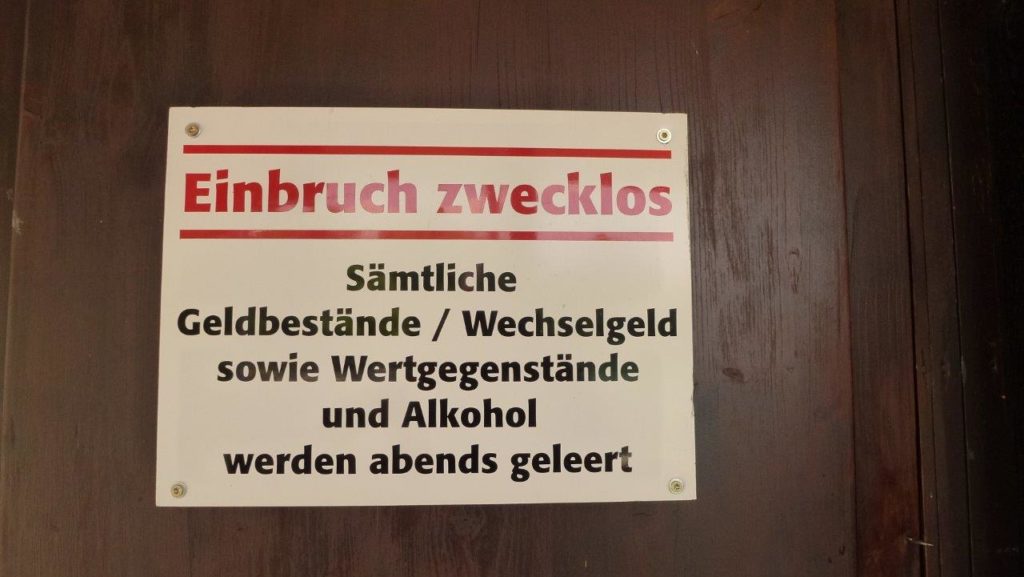 Einbruch zwecklos
Sämtliche
Geldbestände / Wechselgeld
sowie Wertgegenstände
und Alkohol
werden abends geleert